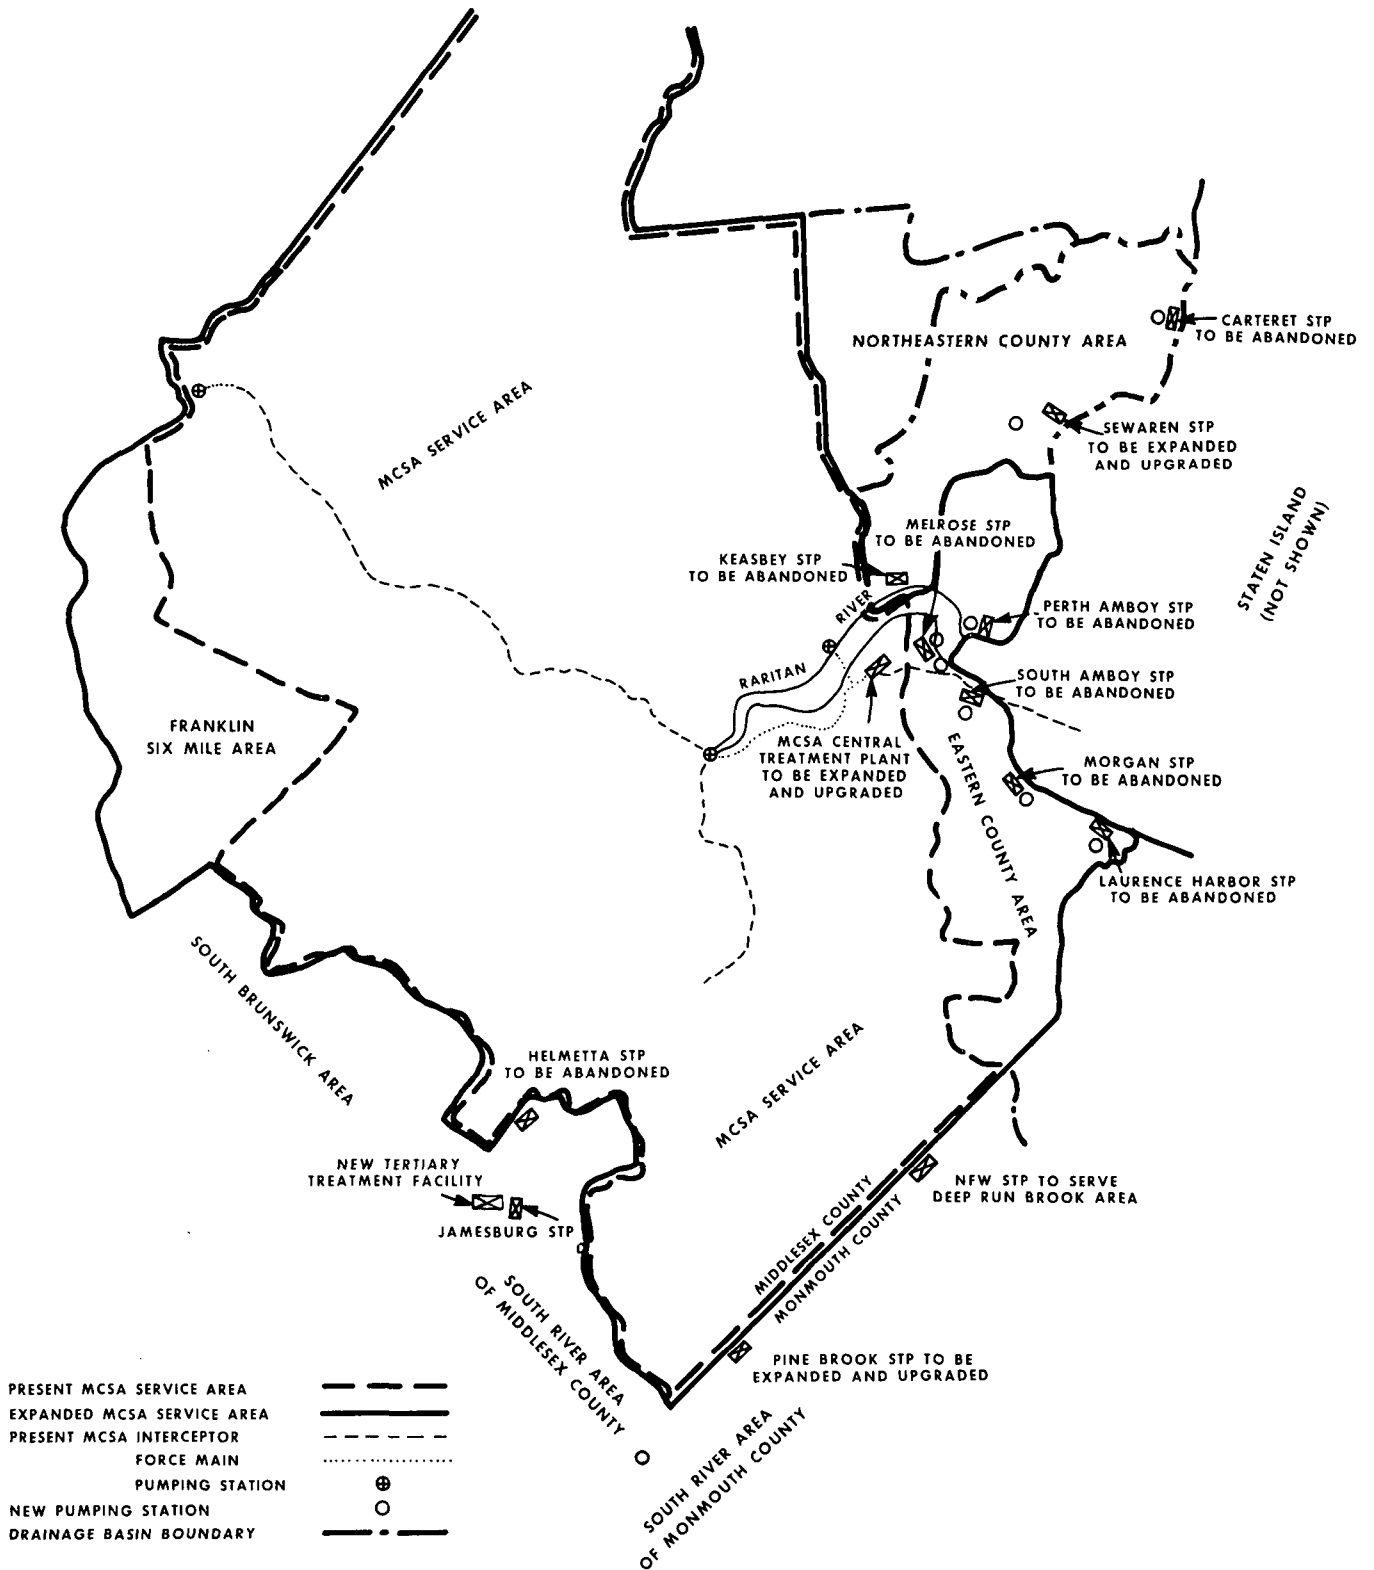 CARTERET STP
TO BE ABANDONED
NORTHEASTERN COUNTY AREA
MCSA SERVICE AREA
SEWAREN STP
TO BE EXPANDED
AND UPGRADED
STATEN ISLAND
(NOT SHOWN)
MELROSE STP
TO BE ABANDONED
KEASBEY STP
TO BE ABANDONED
PERTH AMBOY STP
TO BE ABANDONED
RARITAN RIVER
SOUTH AMBOY STP
TO BE ABANDONED
FRANKLIN
SIX MILE AREA
MCSA CENTRAL
TREATMENT PLANT
TO BE EXPANDED
AND UPGRADED
EASTERN COUNTY AREA
MORGAN STP
TO BE ABANDONED
LAURENCE HARBOR STP
TO BE ABANDONED
SOUTH BRUNSWICK AREA
HELMETTA STP
TO BE ABANDONED
MCSA SERVICE AREA
NEW TERTIARY
TREATMENT FACILITY
JAMESBURG STP
NFW STP TO SERVE
DEEP RUN BROOK AREA
MIDDLESEX COUNTY
MONMOUTH COUNTY
SOUTH RIVER AREA
OF MIDDLESEX COUNTY
PINE BROOK STP TO BE
EXPANDED AND UPGRADED
SOUTH RIVER AREA
OF MONMOUTH COUNTY
PRESENT MCSA SERVICE AREA
EXPANDED MCSA SERVICE AREA
PRESENT MCSA INTERCEPTOR
FORCE MAIN
PUMPING STATION
NEW PUMPING STATION
DRAINAGE BASIN BOUNDARY